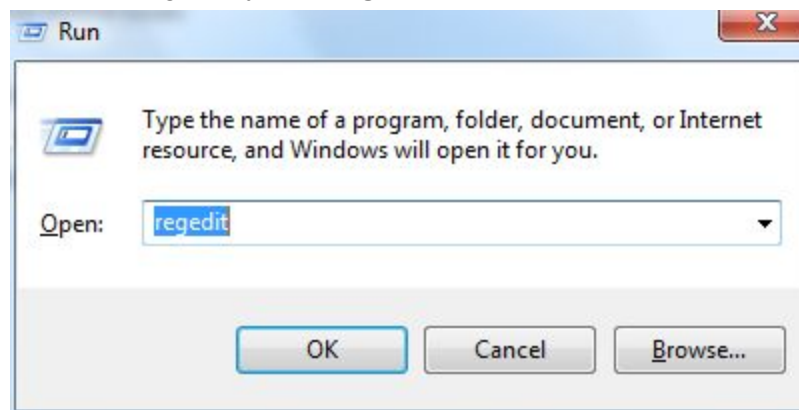 Run
Type the name of a program, folder, document, or Internet
resource, and Windows will open it for you.
Open:
regedit
OK
Cancel
Browse...